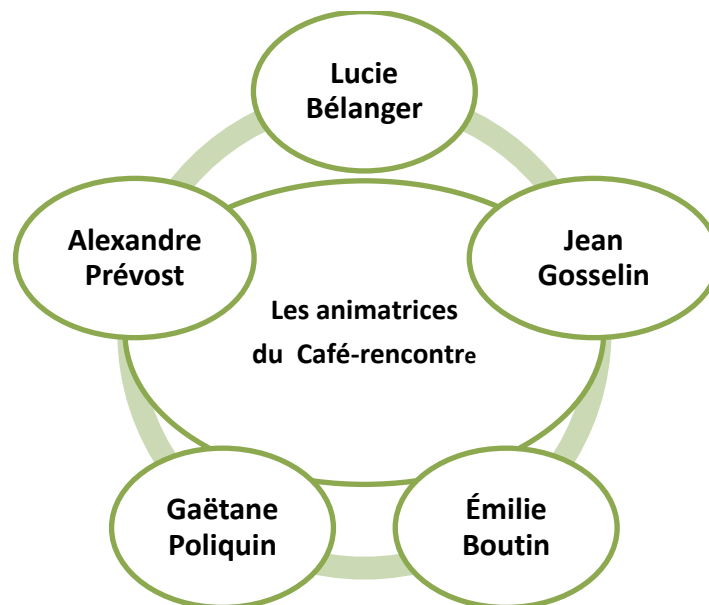 Lucie
Bélanger
Alexandre
Prévost
Jean
Gosselin
Les animatrices
du Café-rencontre
Gaëtane
Poliquin
Émilie
Boutin